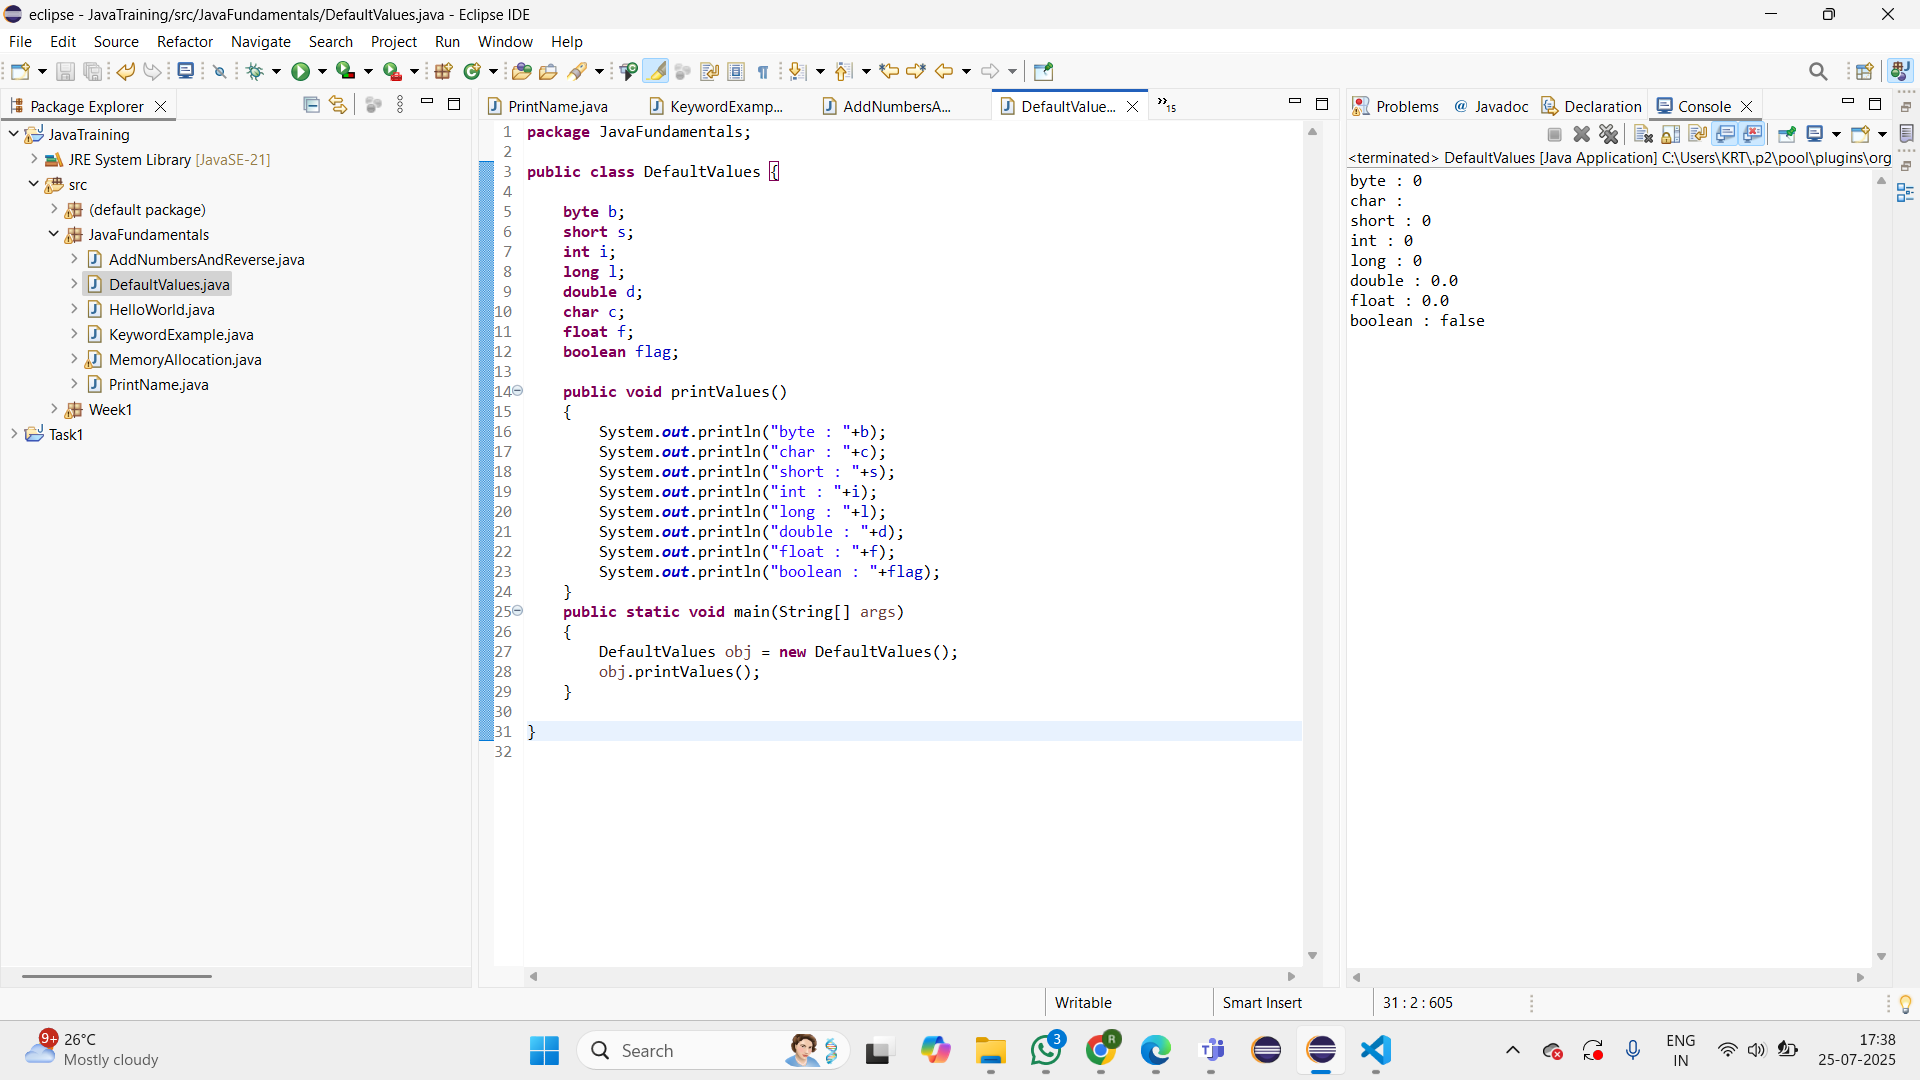 eclipse - JavaTraining/src/JavaFundamentals/DefaultValues.java - Eclipse IDE
File Edit Source Refactor Navigate Search Project Run Window Help
Package Explorer
JavaTraining
JRE System Library [JavaSE-21]
src
(default package)
JavaFundamentals
AddNumbersAndReverse.java
DefaultValues.java
HelloWorld.java
KeywordExample.java
MemoryAllocation.java
PrintName.java
Week1
Task1
PrintName.java KeywordExamp... AddNumbersA... DefaultValue... »15
1 package JavaFundamentals;
2
3 public class DefaultValues {
4
5 byte b;
6 short s;
7 int i;
8 long l;
9 double d;
10 char c;
11 float f;
12 boolean flag;
13
14 public void printValues()
15 {
16 System.out.println("byte : "+b);
17 System.out.println("char : "+c);
18 System.out.println("short : "+s);
19 System.out.println("int : "+i);
20 System.out.println("long : "+l);
21 System.out.println("double : "+d);
22 System.out.println("float : "+f);
23 System.out.println("boolean : "+flag);
24 }
25 public static void main(String[] args)
26 {
27 DefaultValues obj = new DefaultValues();
28 obj.printValues();
29 }
30
31 }
32
Problems @ Javadoc Declaration Console
<terminated> DefaultValues [Java Application] C:\Users\KRT\.p2\pool\plugins\org
byte : 0
char :
short : 0
int : 0
long : 0
double : 0.0
float : 0.0
boolean : false
Writable Smart Insert 31 : 2 : 605
9+ 26°C
Mostly cloudy
Search
3
R
ENG
IN
17:38
25-07-2025